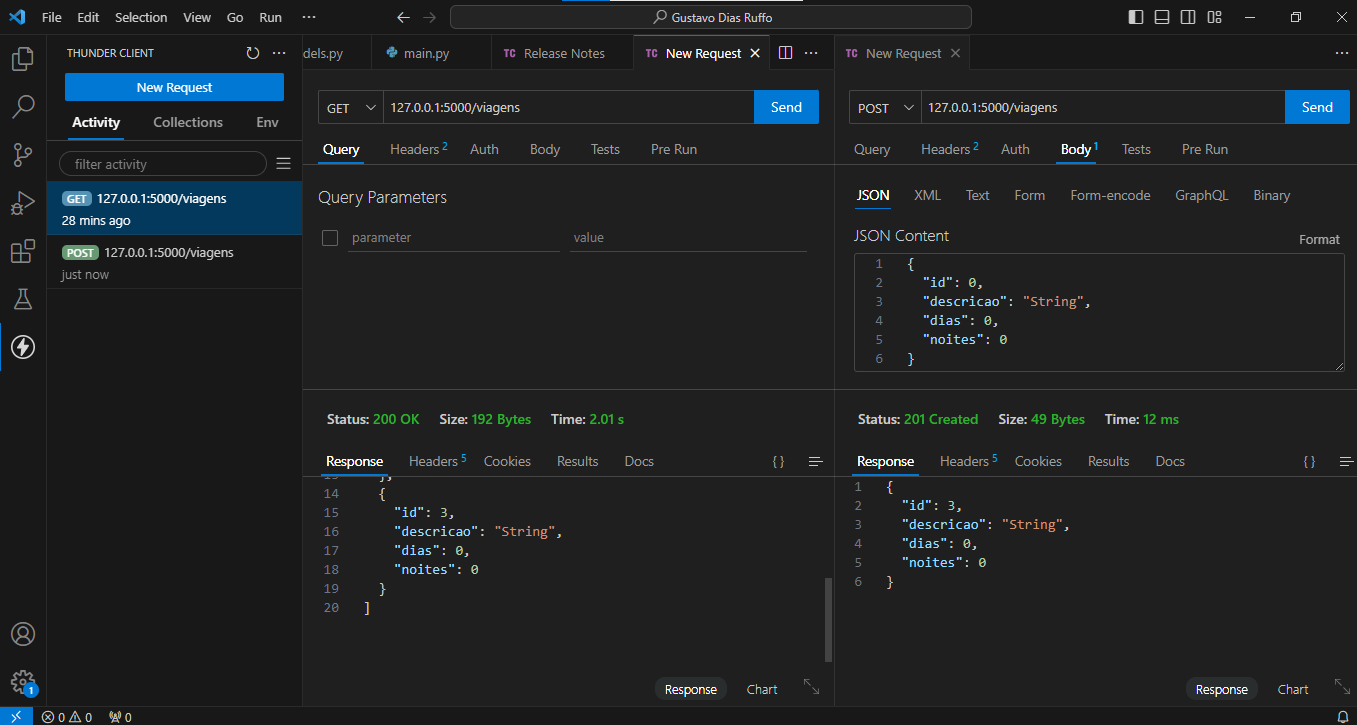 File Edit Selection View Go Run ··· Gustavo Dias Ruffo
THUNDER CLIENT
New Request
Activity Collections Env
filter activity
GET 127.0.0.1:5000/viagens
28 mins ago
POST 127.0.0.1:5000/viagens
just now
dels.py main.py TC Release Notes TC New Request
GET 127.0.0.1:5000/viagens Send
Query Headers 2 Auth Body Tests Pre Run
Query Parameters
parameter value
Status: 200 OK Size: 192 Bytes Time: 2.01 s
Response Headers 5 Cookies Results Docs { }
13 },
14 {
15 "id": 3,
16 "descricao": "String",
17 "dias": 0,
18 "noites": 0
19 }
20 ]
Response Chart
TC New Request
POST 127.0.0.1:5000/viagens Send
Query Headers 2 Auth Body 1 Tests Pre Run
JSON XML Text Form Form-encode GraphQL Binary
JSON Content Format
1 {
2 "id": 0,
3 "descricao": "String",
4 "dias": 0,
5 "noites": 0
6 }
Status: 201 Created Size: 49 Bytes Time: 12 ms
Response Headers 5 Cookies Results Docs { }
1 {
2 "id": 3,
3 "descricao": "String",
4 "dias": 0,
5 "noites": 0
6 }
Response Chart
1
0 0 0